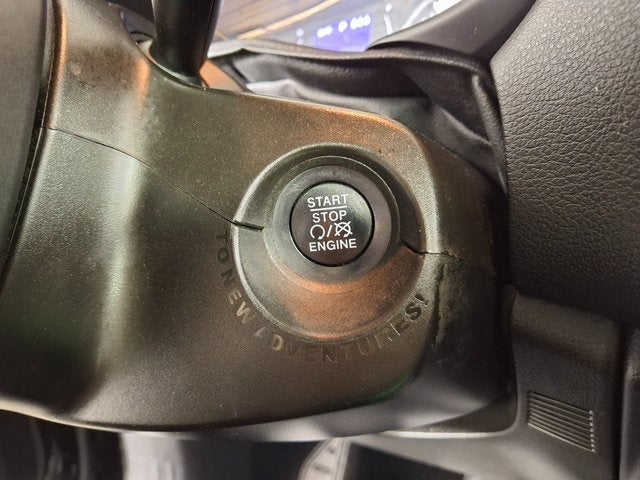 START
STOP
ENGINE
TO NEW ADVENTURES!